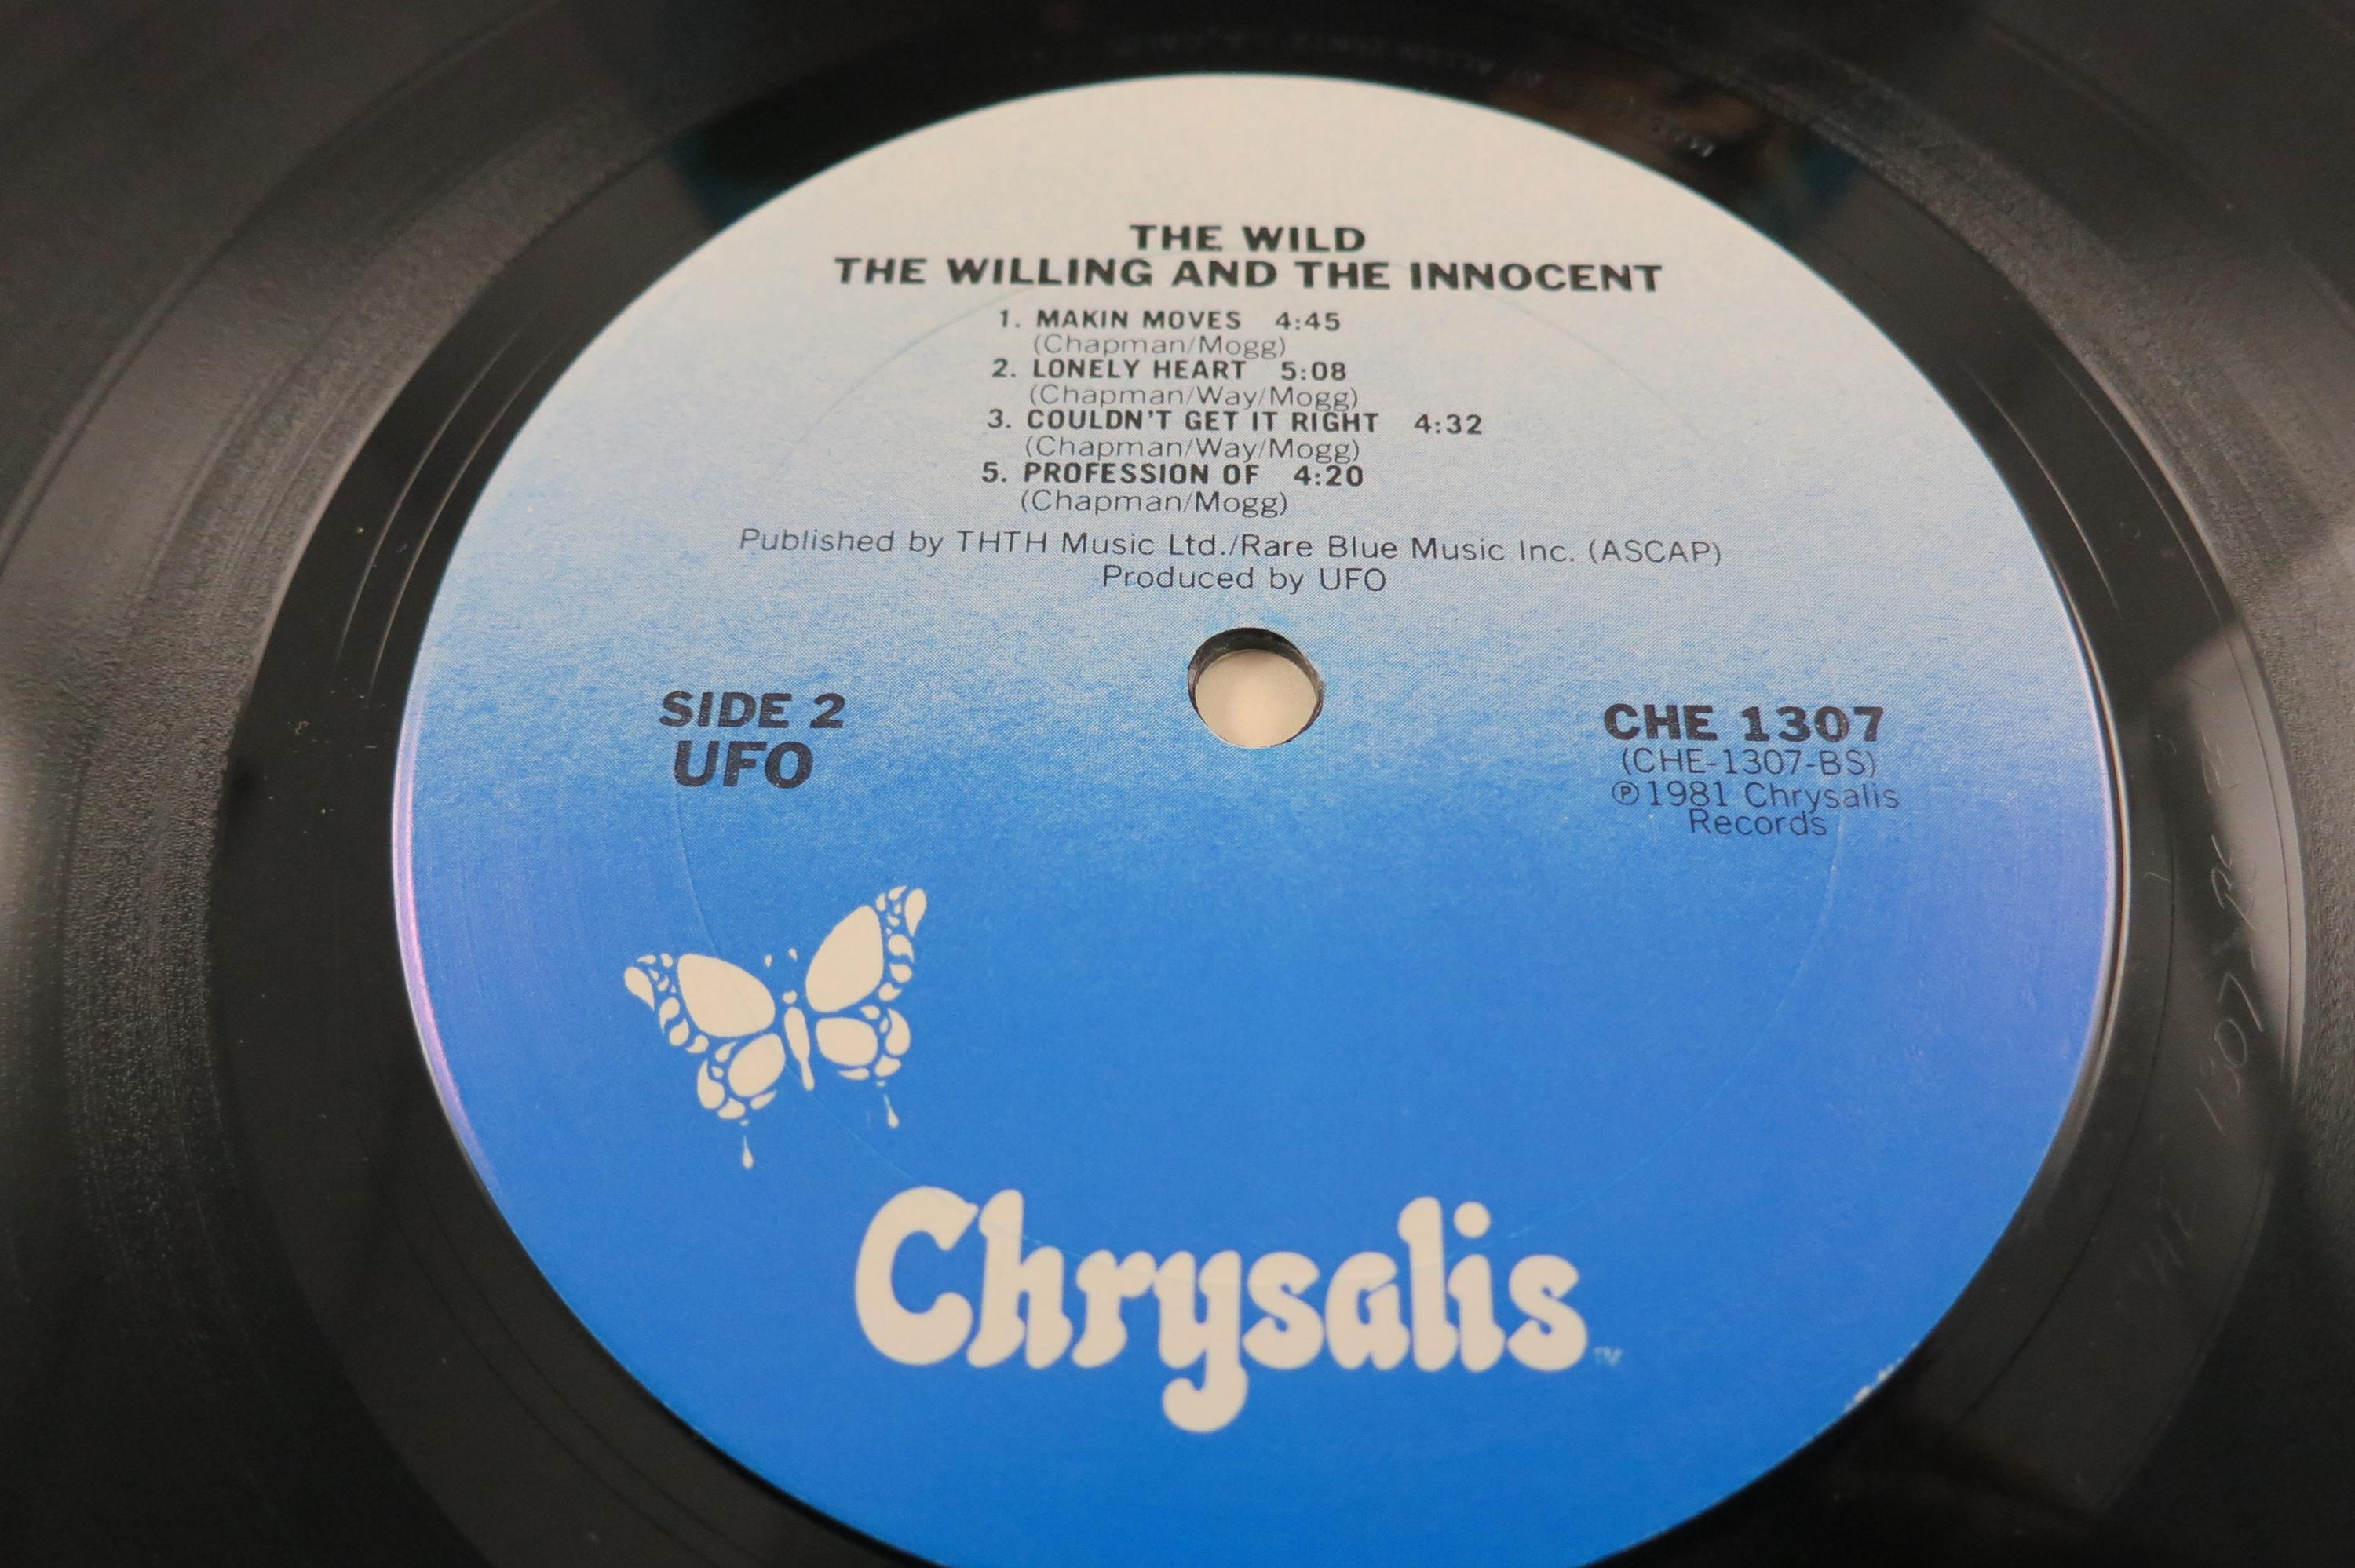 THE WILD
THE WILLING AND THE INNOCENT
1. MAKIN MOVES 4:45
(Chapman/Mogg)
2. LONELY HEART 5:08
(Chapman/Way/Mogg)
3. COULDN'T GET IT RIGHT 4:32
(Chapman/Way/Mogg)
5. PROFESSION OF 4:20
(Chapman/Mogg)
Published by THTH Music Ltd./Rare Blue Music Inc. (ASCAP)
Produced by UFO
SIDE 2
UFO
CHE 1307
(CHE-1307-BS)
℗1981 Chrysalis
Records
Chrysalis™